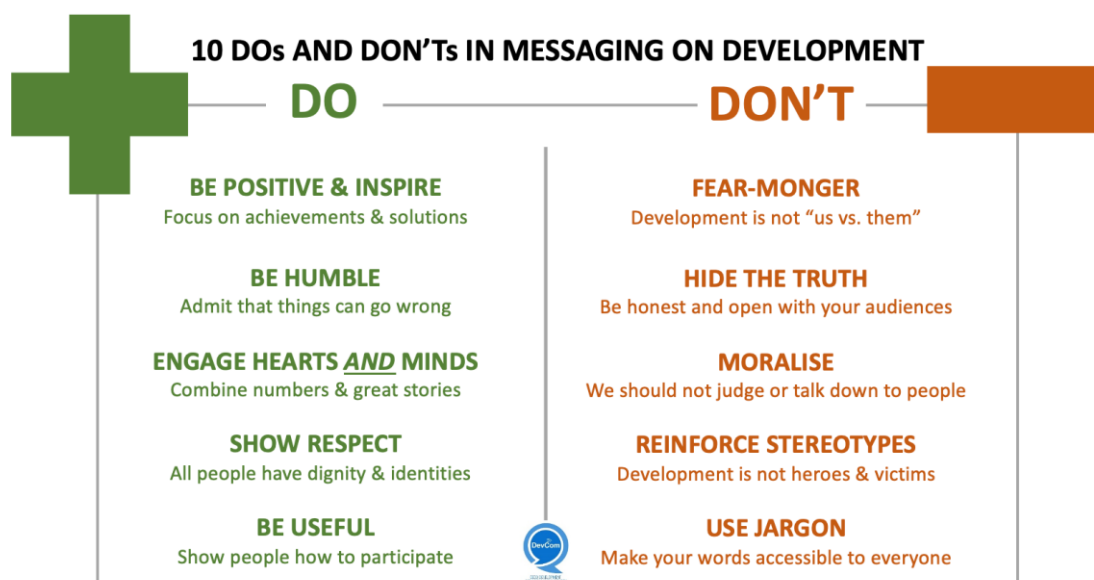 10 DOs AND DON'Ts IN MESSAGING ON DEVELOPMENT
DO
DON'T
BE POSITIVE & INSPIRE
Focus on achievements & solutions
BE HUMBLE
Admit that things can go wrong
ENGAGE HEARTS AND MINDS
Combine numbers & great stories
SHOW RESPECT
All people have dignity & identities
BE USEFUL
Show people how to participate
FEAR-MONGER
Development is not “us vs. them”
HIDE THE TRUTH
Be honest and open with your audiences
MORALISE
We should not judge or talk down to people
REINFORCE STEREOTYPES
Development is not heroes & victims
USE JARGON
Make your words accessible to everyone
DevCom